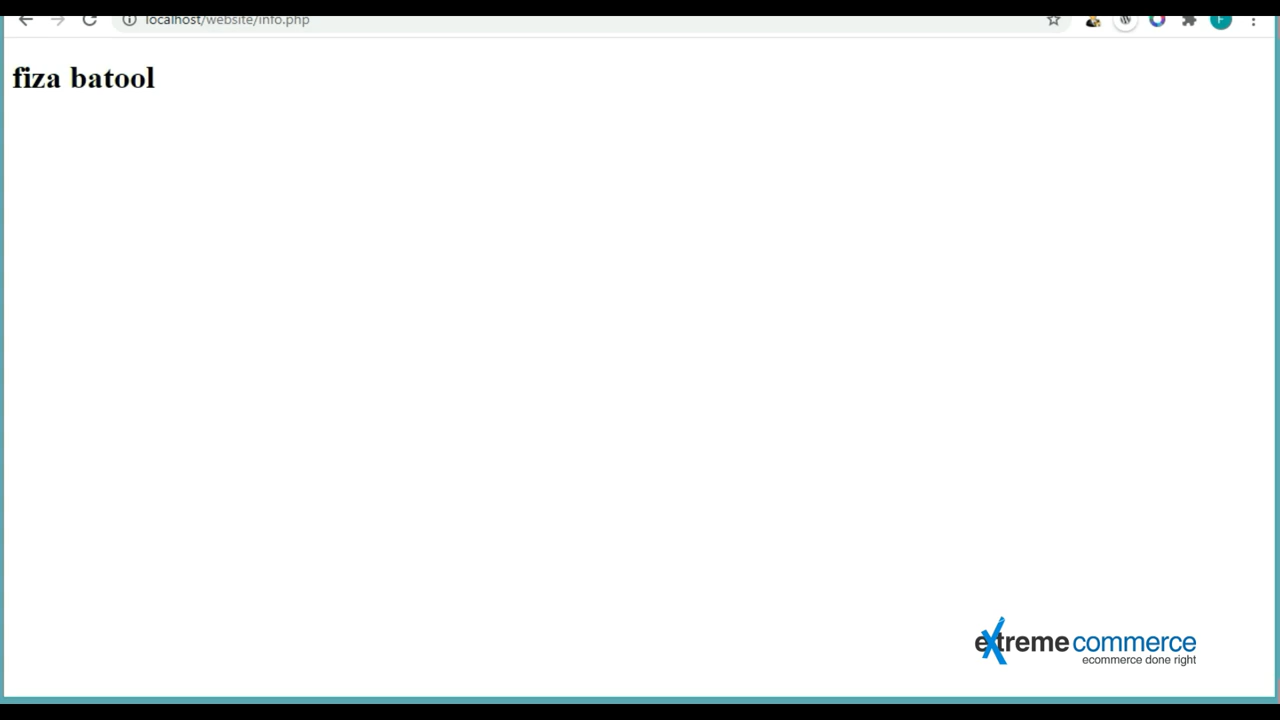 localhost/website/info.php
fiza batool
extreme commerce
ecommerce done right